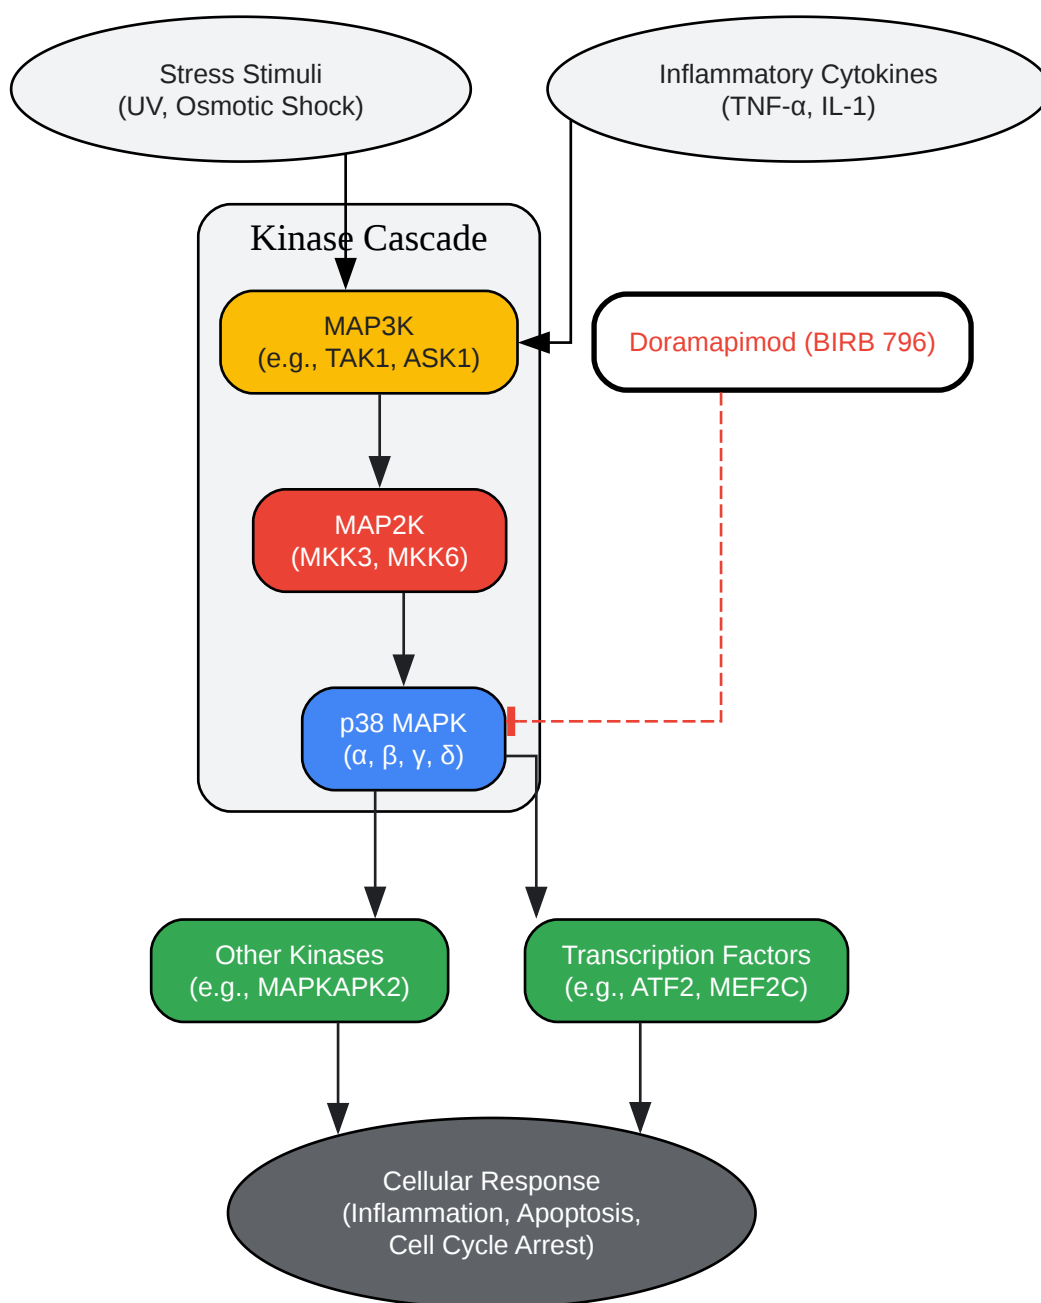 Stress Stimuli
(UV, Osmotic Shock)
Inflammatory Cytokines
(TNF-α, IL-1)
Kinase Cascade
MAP3K
(e.g., TAK1, ASK1)
Doramapimod (BIRB 796)
MAP2K
(MKK3, MKK6)
p38 MAPK
(α, β, γ, δ)
Other Kinases
(e.g., MAPKAPK2)
Transcription Factors
(e.g., ATF2, MEF2C)
Cellular Response
(Inflammation, Apoptosis,
Cell Cycle Arrest)